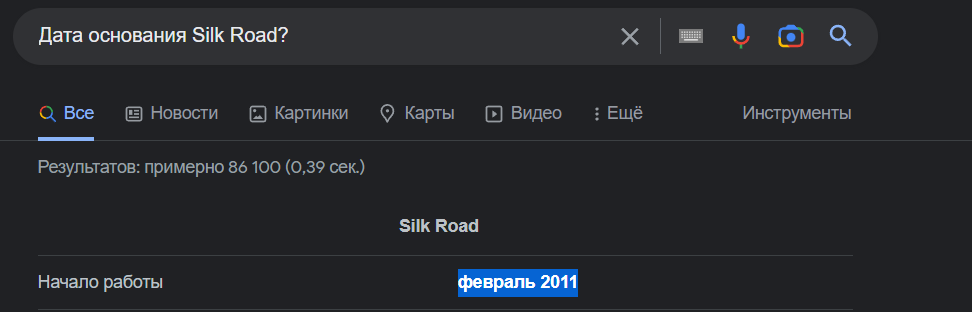 Дата основания Silk Road?
Все Новости Картинки Карты Видео Ещё Инструменты
Результатов: примерно 86 100 (0,39 сек.)
Silk Road
Начало работы февраль 2011